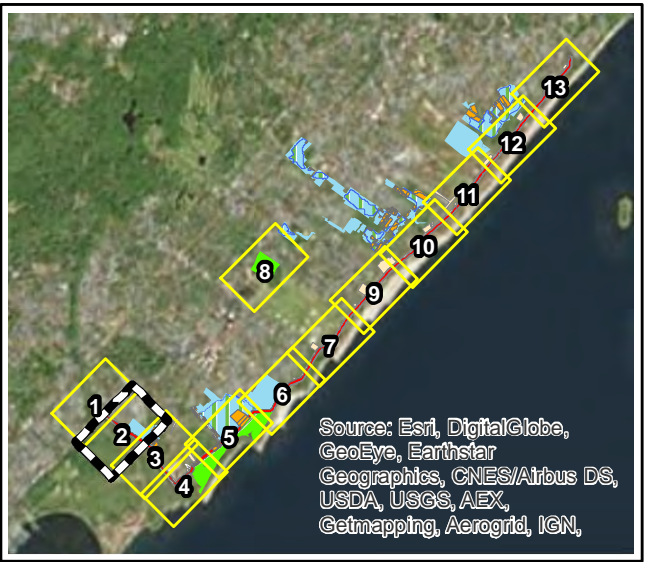 13
12
11
10
8
9
7
6
1
2
5
3
4
Source: Esri, DigitalGlobe,
GeoEye, Earthstar
Geographics, CNES/Airbus DS,
USDA, USGS, AEX,
Getmapping, Aerogrid, IGN,